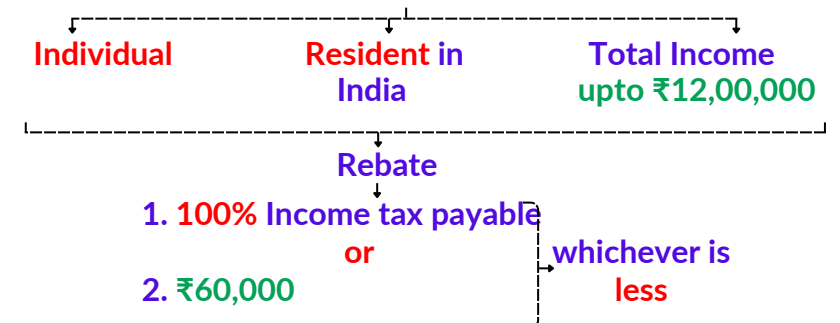 Individual Resident in Total Income
India upto ₹12,00,000
Rebate
1. 100% Income tax payable
or whichever is
2. ₹60,000 less